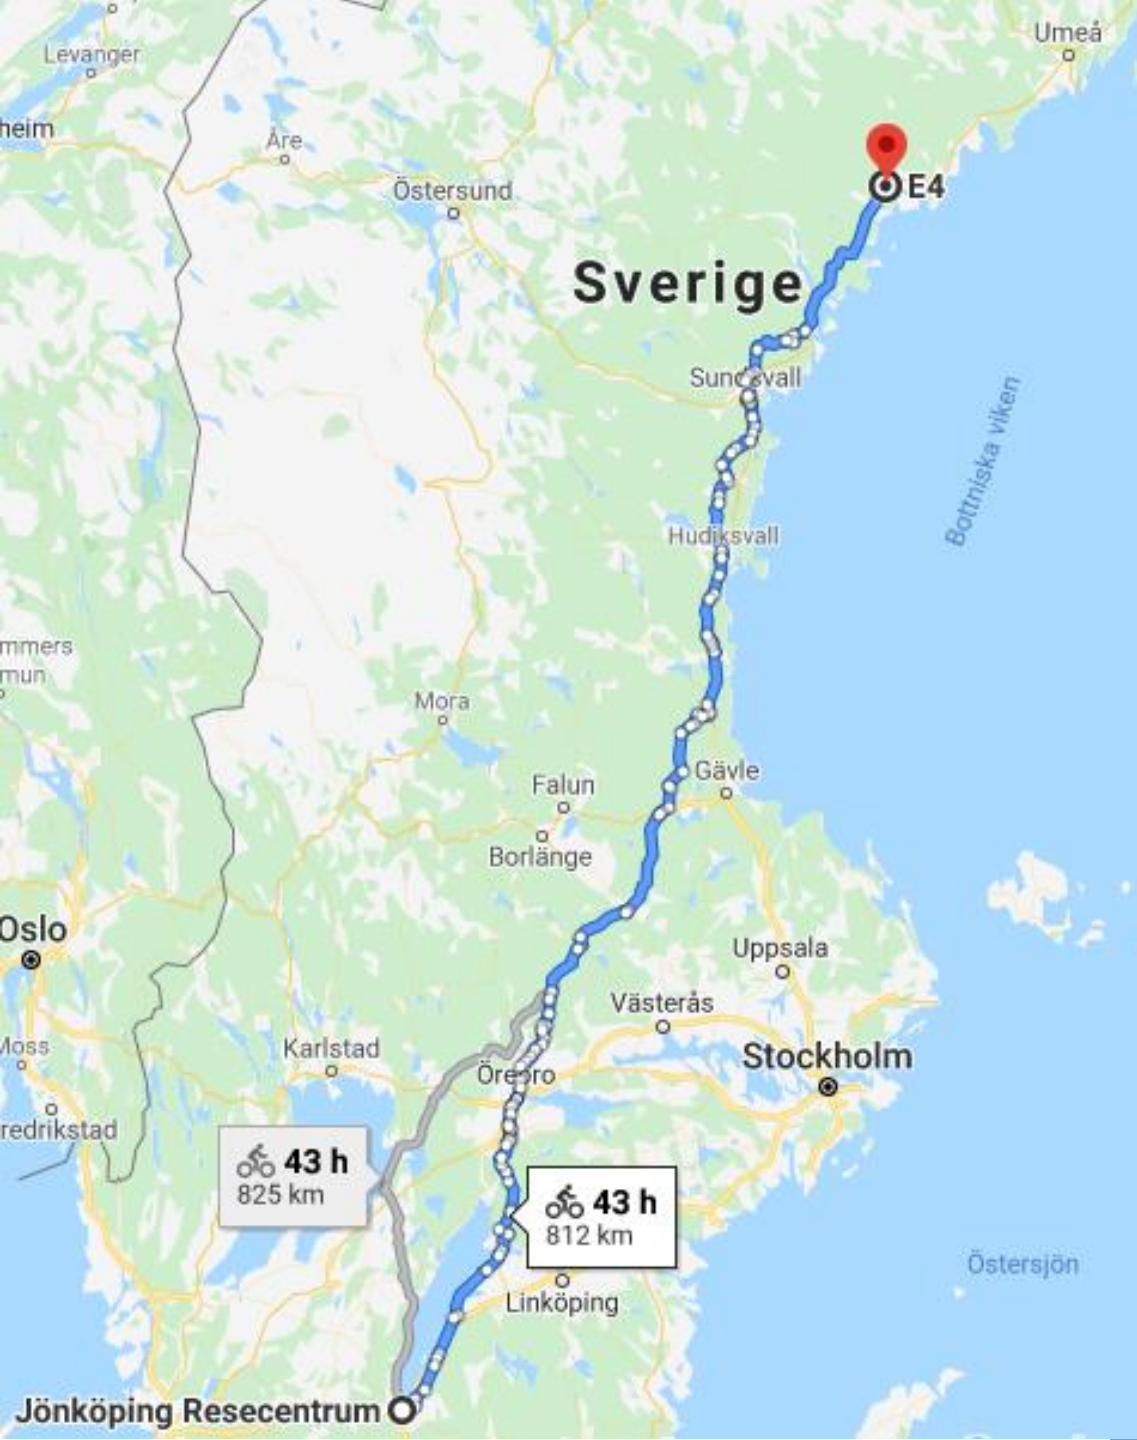 Umeå
Levanger
heim
Åre
Östersund
E4
Sverige
Sundsvall
Bottniska viken
Hudiksvall
mmers
mun
Mora
Gävle
Falun
Borlänge
Oslo
Uppsala
Västerås
Moss
Karlstad
Stockholm
Örebro
redrikstad
43 h
825 km
43 h
812 km
Östersjön
Linköping
Jönköping Resecentrum